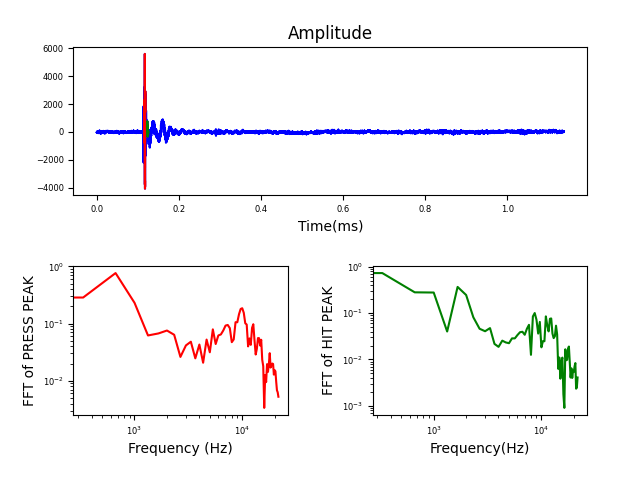 Amplitude
6000
4000
2000
0
−2000
−4000
0.0 0.2 0.4 0.6 0.8 1.0
Time(ms)
FFT of PRESS PEAK
10⁰
10⁻¹
10⁻²
10³ 10⁴
Frequency (Hz)
FFT of HIT PEAK
10⁰
10⁻¹
10⁻²
10⁻³
10³ 10⁴
Frequency(Hz)